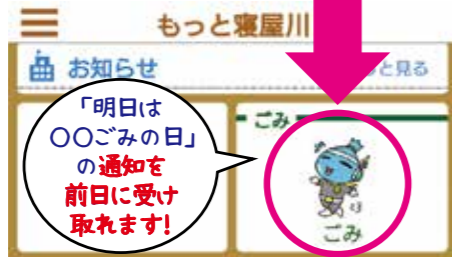 もっと寝屋川
お知らせ
と見る
「明日は
〇〇ごみの日」
の通知を
前日に受け
取れます!
ごみ
ごみ